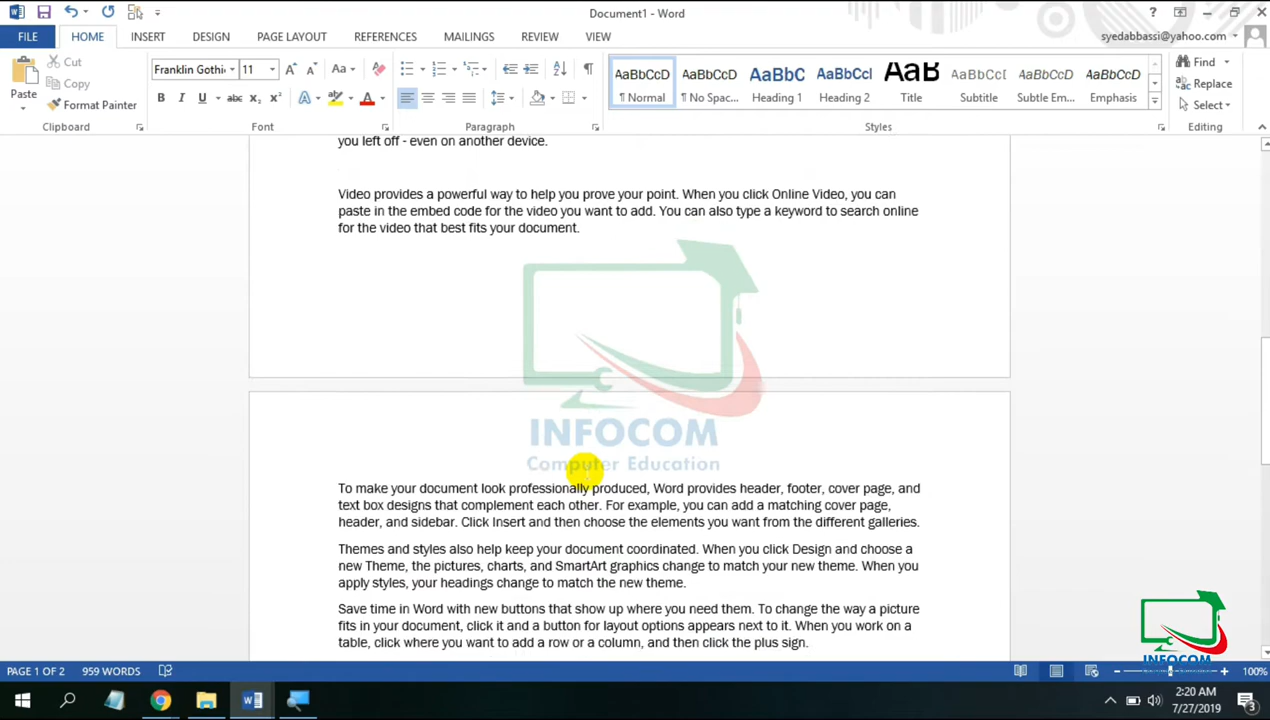 Document1 - Word
FILE HOME INSERT DESIGN PAGE LAYOUT REFERENCES MAILINGS REVIEW VIEW
syedabbassi@yahoo.com
Paste
Cut
Copy
Format Painter
Clipboard
Franklin Gothi 11
Font
Paragraph
AaBbCcD AaBbCcD AaBbC AaBbCcI AaB AaBbCcD AaBbCcD AaBbCcD
¶ Normal ¶ No Spac... Heading 1 Heading 2 Title Subtitle Subtle Em... Emphasis
Styles
Find
Replace
Select
Editing
you left off - even on another device.
Video provides a powerful way to help you prove your point. When you click Online Video, you can
paste in the embed code for the video you want to add. You can also type a keyword to search online
for the video that best fits your document.
INFOCOM
Computer Education
To make your document look professionally produced, Word provides header, footer, cover page, and
text box designs that complement each other. For example, you can add a matching cover page,
header, and sidebar. Click Insert and then choose the elements you want from the different galleries.
Themes and styles also help keep your document coordinated. When you click Design and choose a
new Theme, the pictures, charts, and SmartArt graphics change to match your new theme. When you
apply styles, your headings change to match the new theme.
Save time in Word with new buttons that show up where you need them. To change the way a picture
fits in your document, click it and a button for layout options appears next to it. When you work on a
table, click where you want to add a row or a column, and then click the plus sign.
INFOCOM
PAGE 1 OF 2 959 WORDS
100%
2:20 AM
7/27/2019
3